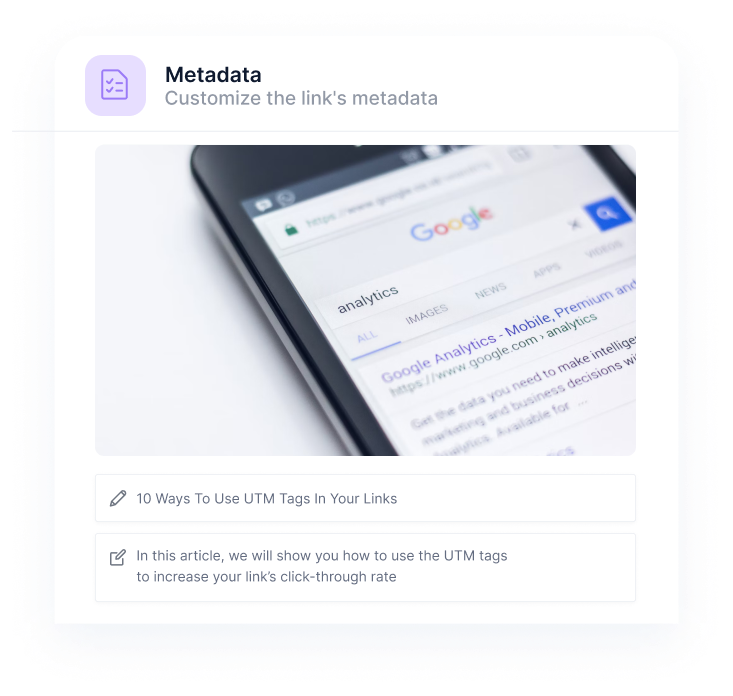 Metadata
Customize the link's metadata
Google
analytics
ALL
IMAGES
NEWS
APPS
VIDEOS
Google Analytics - Mobile, Premium and
https://www.google.com › analytics
Get the data you need to make intelligen
marketing and business decisions wi
Analytics. Available for ...
10 Ways To Use UTM Tags In Your Links
In this article, we will show you how to use the UTM tags
to increase your link’s click-through rate